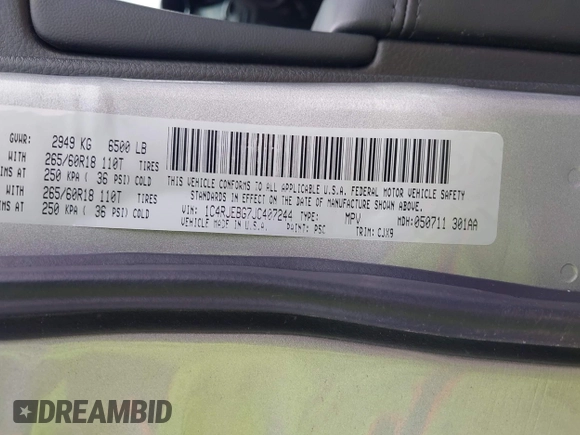 GVWR: 2949 KG 6500 LB
WITH 265/60R18 110T TIRES
IMS AT 250 KPA ( 36 PSI) COLD
WITH 265/60R18 110T TIRES
IMS AT 250 KPA ( 36 PSI) COLD
THIS VEHICLE CONFORMS TO ALL APPLICABLE U.S.A. FEDERAL MOTOR VEHICLE SAFETY
STANDARDS IN EFFECT ON THE DATE OF MANUFACTURE SHOWN ABOVE.
VIN: 1C4RJEBG7JC407244 TYPE: MPV MDH:050711 301AA
VEHICLE MADE IN U.S.A. PAINT: PSC TRIM: CJX9
DREAMBID